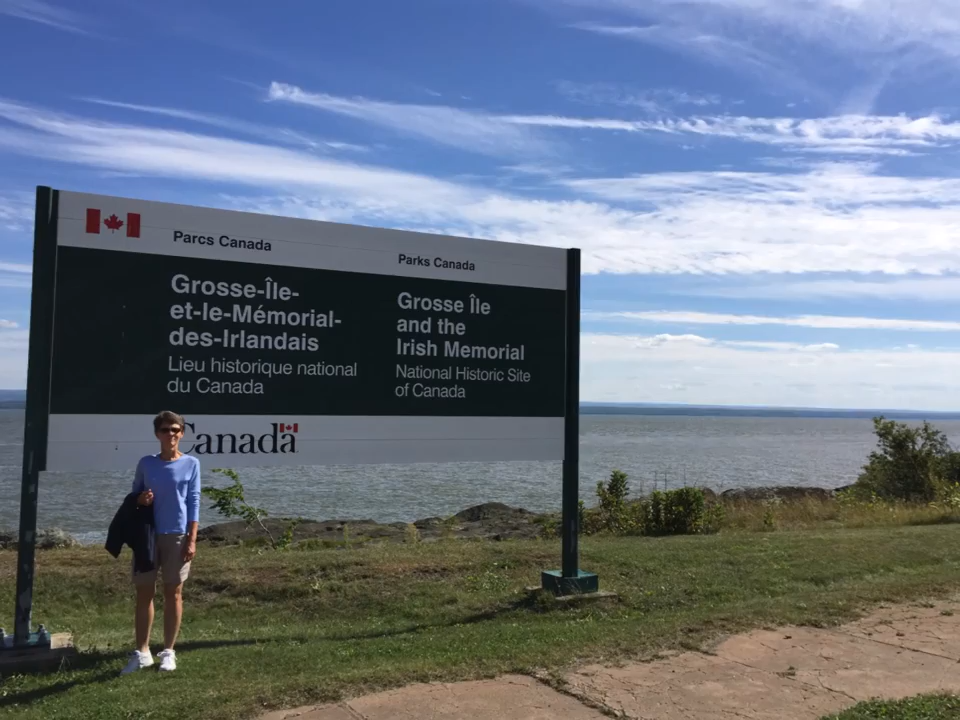 Parcs Canada
Grosse-Île-
et-le-Mémorial-
des-Irlandais
Lieu historique national
du Canada
Parks Canada
Grosse Île
and the
Irish Memorial
National Historic Site
of Canada
Canada